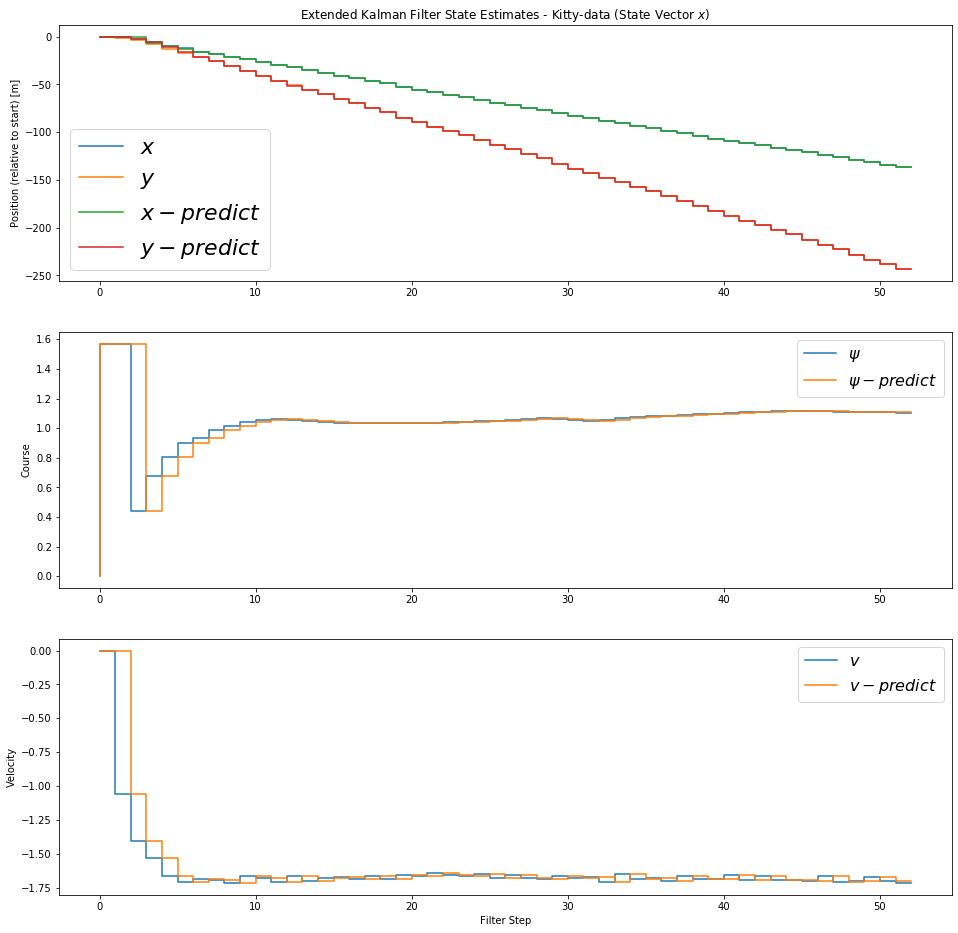 Extended Kalman Filter State Estimates - Kitty-data (State Vector x)
Position (relative to start) [m]
0
−50
−100
−150
−200
−250
x
y
x − predict
y − predict
0 10 20 30 40 50
Course
1.6
1.4
1.2
1.0
0.8
0.6
0.4
0.2
0.0
ψ
ψ − predict
0 10 20 30 40 50
Velocity
0.00
−0.25
−0.50
−0.75
−1.00
−1.25
−1.50
−1.75
v
v − predict
0 10 20 30 40 50
Filter Step